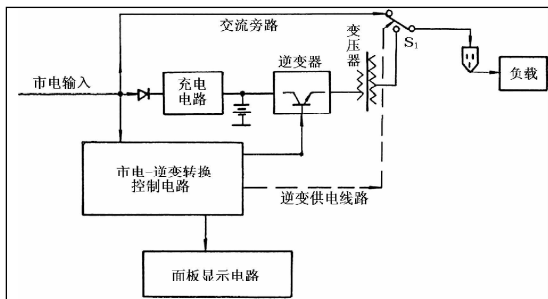 交流旁路
S₁
变压器
逆变器
市电输入
充电
电路
负载
市电-逆变转换
控制电路
逆变供电线路
面板显示电路